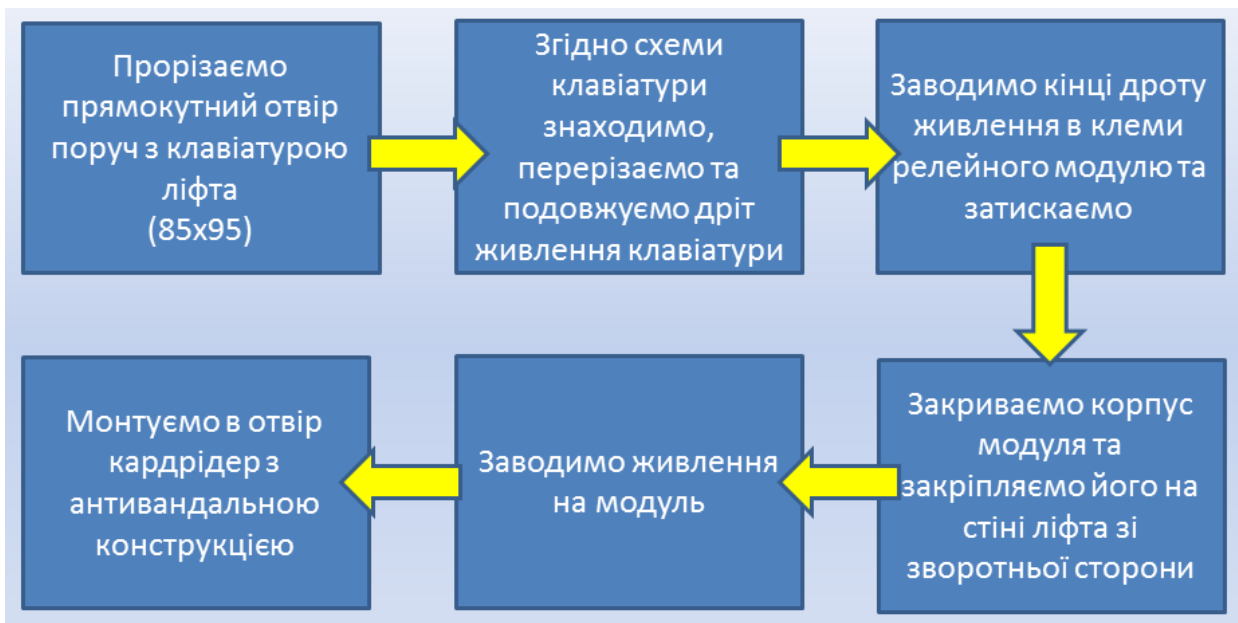 Прорізаємо
прямокутний отвір
поруч з клавіатурою
ліфта
(85х95)
Згідно схеми
клавіатури
знаходимо,
перерізаємо та
подовжуємо дріт
живлення клавіатури
Заводимо кінці дроту
живлення в клеми
релейного модулю та
затискаємо
Закриваємо корпус
модуля та
закріпляємо його на
стіні ліфта зі
зворотньої сторони
Заводимо живлення
на модуль
Монтуємо в отвір
кардрідер з
антивандальною
конструкцією